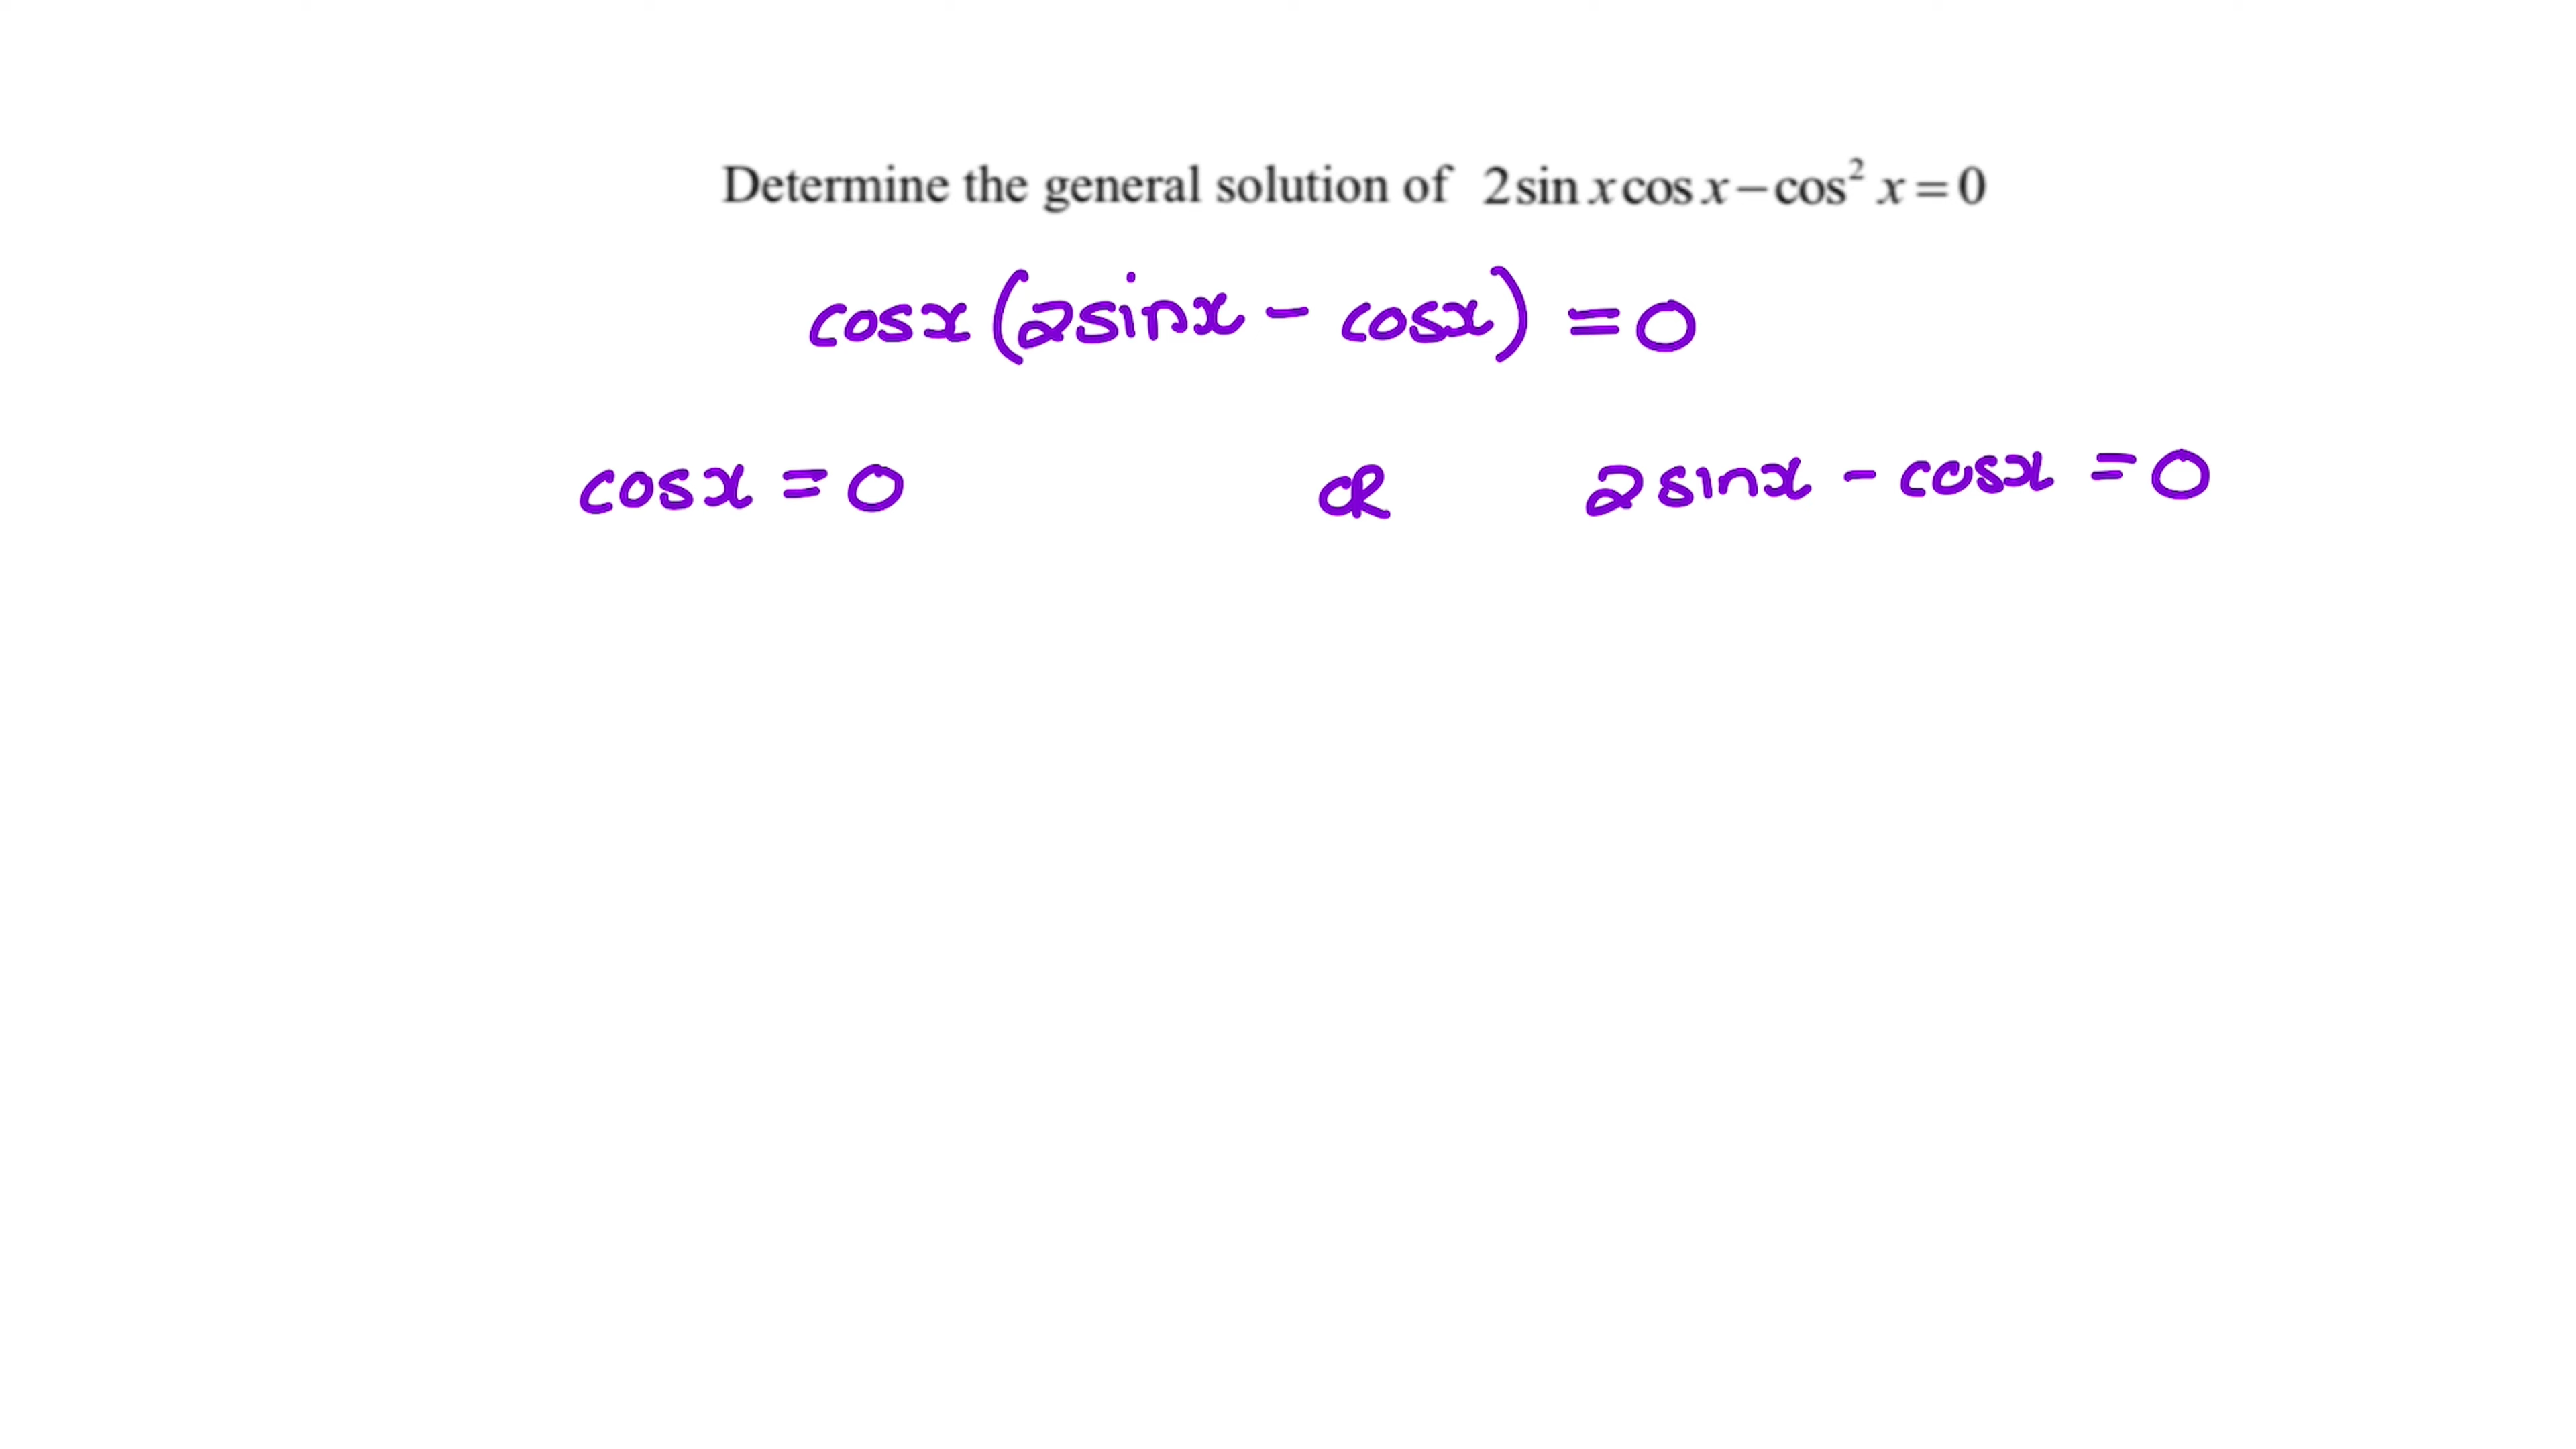 Determine the general solution of 2 sin x cos x − cos² x = 0
cosx (2sinx − cosx) = 0
cosx = 0 OR 2sinx − cosx = 0